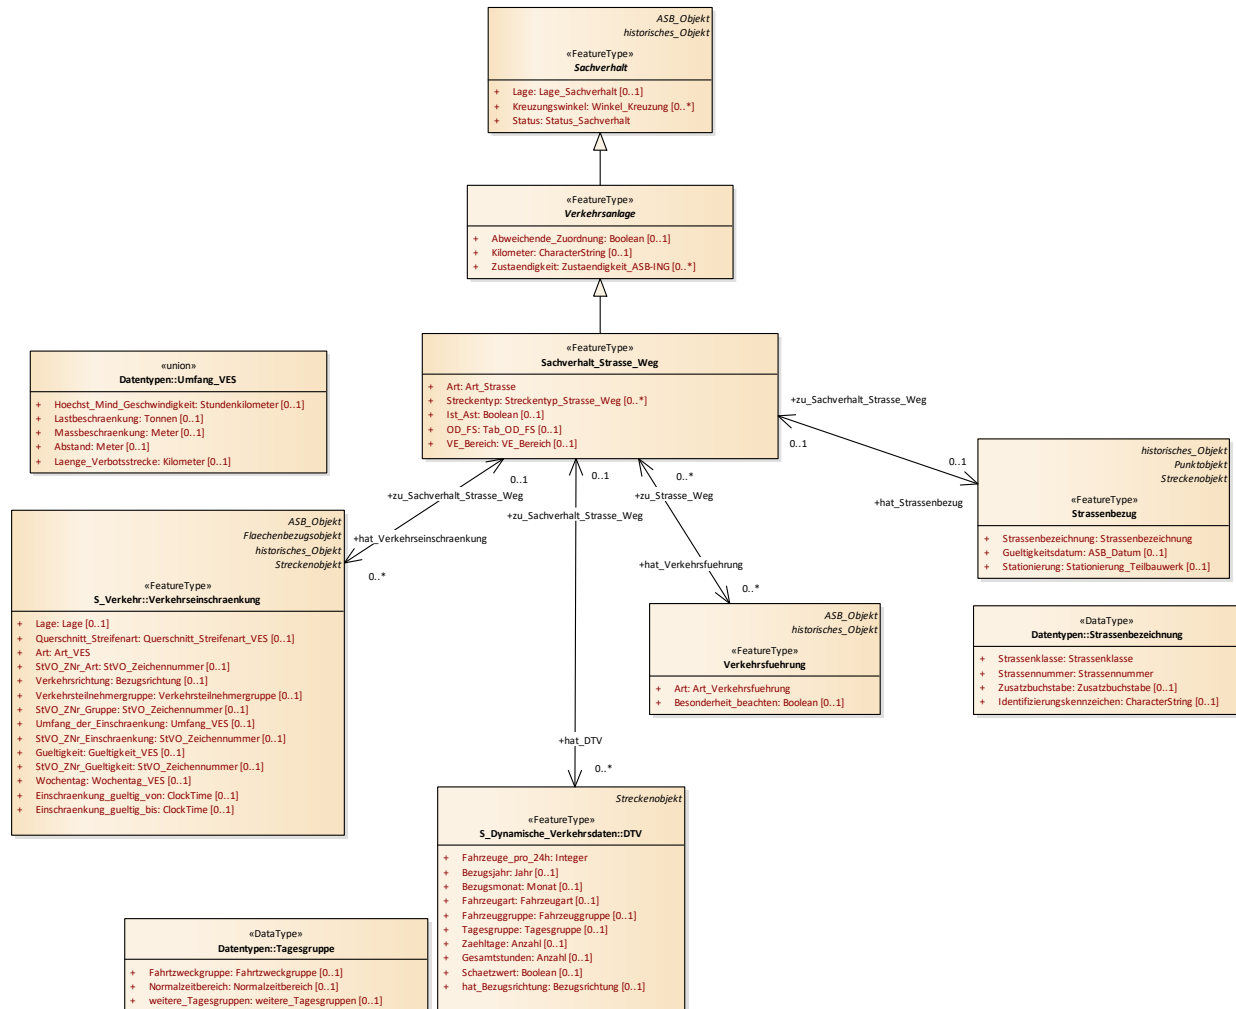 ASB_Objekt
historisches_Objekt
«FeatureType»
Sachverhalt
+ Lage: Lage_Sachverhalt [0..1]
+ Kreuzungswinkel: Winkel_Kreuzung [0..*]
+ Status: Status_Sachverhalt
«FeatureType»
Verkehrsanlage
+ Abweichende_Zuordnung: Boolean [0..1]
+ Kilometer: CharacterString [0..1]
+ Zustaendigkeit: Zustaendigkeit_ASB-ING [0..*]
«FeatureType»
Sachverhalt_Strasse_Weg
+ Art: Art_Strasse
+ Streckentyp: Streckentyp_Strasse_Weg [0..*]
+ Ist_Ast: Boolean [0..1]
+ OD_FS: Tab_OD_FS [0..1]
+ VE_Bereich: VE_Bereich [0..1]
«union»
Datentypen::Umfang_VES
+ Hoechst_Mind_Geschwindigkeit: Stundenkilometer [0..1]
+ Lastbeschraenkung: Tonnen [0..1]
+ Massbeschraenkung: Meter [0..1]
+ Abstand: Meter [0..1]
+ Laenge_Verbotsstrecke: Kilometer [0..1]
+zu_Sachverhalt_Strasse_Weg
0..1
0..1
+hat_Strassenbezug
historisches_Objekt
Punktobjekt
Streckenobjekt
«FeatureType»
Strassenbezug
+ Strassenbezeichnung: Strassenbezeichnung
+ Gueltigkeitsdatum: ASB_Datum [0..1]
+ Stationierung: Stationierung_Teilbauwerk [0..1]
0..1
+zu_Sachverhalt_Strasse_Weg
+hat_Verkehrseinschraenkung
0..*
0..1
+zu_Sachverhalt_Strasse_Weg
+hat_DTV
0..*
0..*
+zu_Strasse_Weg
+hat_Verkehrsfuehrung
0..*
ASB_Objekt
Flaechenbezugsobjekt
historisches_Objekt
Streckenobjekt
«FeatureType»
S_Verkehr::Verkehrseinschraenkung
+ Lage: Lage [0..1]
+ Querschnitt_Streifenart: Querschnitt_Streifenart_VES [0..1]
+ Art: Art_VES
+ StVO_ZNr_Art: StVO_Zeichennummer [0..1]
+ Verkehrsrichtung: Bezugsrichtung [0..1]
+ Verkehrsteilnehmergruppe: Verkehrsteilnehmergruppe [0..1]
+ StVO_ZNr_Gruppe: StVO_Zeichennummer [0..1]
+ Umfang_der_Einschraenkung: Umfang_VES [0..1]
+ StVO_ZNr_Einschraenkung: StVO_Zeichennummer [0..1]
+ Gueltigkeit: Gueltigkeit_VES [0..1]
+ StVO_ZNr_Gueltigkeit: StVO_Zeichennummer [0..1]
+ Wochentag: Wochentag_VES [0..1]
+ Einschraenkung_gueltig_von: ClockTime [0..1]
+ Einschraenkung_gueltig_bis: ClockTime [0..1]
ASB_Objekt
historisches_Objekt
«FeatureType»
Verkehrsfuehrung
+ Art: Art_Verkehrsfuehrung
+ Besonderheit_beachten: Boolean [0..1]
«DataType»
Datentypen::Strassenbezeichnung
+ Strassenklasse: Strassenklasse
+ Strassennummer: Strassennummer
+ Zusatzbuchstabe: Zusatzbuchstabe [0..1]
+ Identifizierungskennzeichen: CharacterString [0..1]
Streckenobjekt
«FeatureType»
S_Dynamische_Verkehrsdaten::DTV
+ Fahrzeuge_pro_24h: Integer
+ Bezugsjahr: Jahr [0..1]
+ Bezugsmonat: Monat [0..1]
+ Fahrzeugart: Fahrzeugart [0..1]
+ Fahrzeuggruppe: Fahrzeuggruppe [0..1]
+ Tagesgruppe: Tagesgruppe [0..1]
+ Zaehltage: Anzahl [0..1]
+ Gesamtstunden: Anzahl [0..1]
+ Schaetzwert: Boolean [0..1]
+ hat_Bezugsrichtung: Bezugsrichtung [0..1]
«DataType»
Datentypen::Tagesgruppe
+ Fahrtzweckgruppe: Fahrtzweckgruppe [0..1]
+ Normalzeitbereich: Normalzeitbereich [0..1]
+ weitere_Tagesgruppen: weitere_Tagesgruppen [0..1]